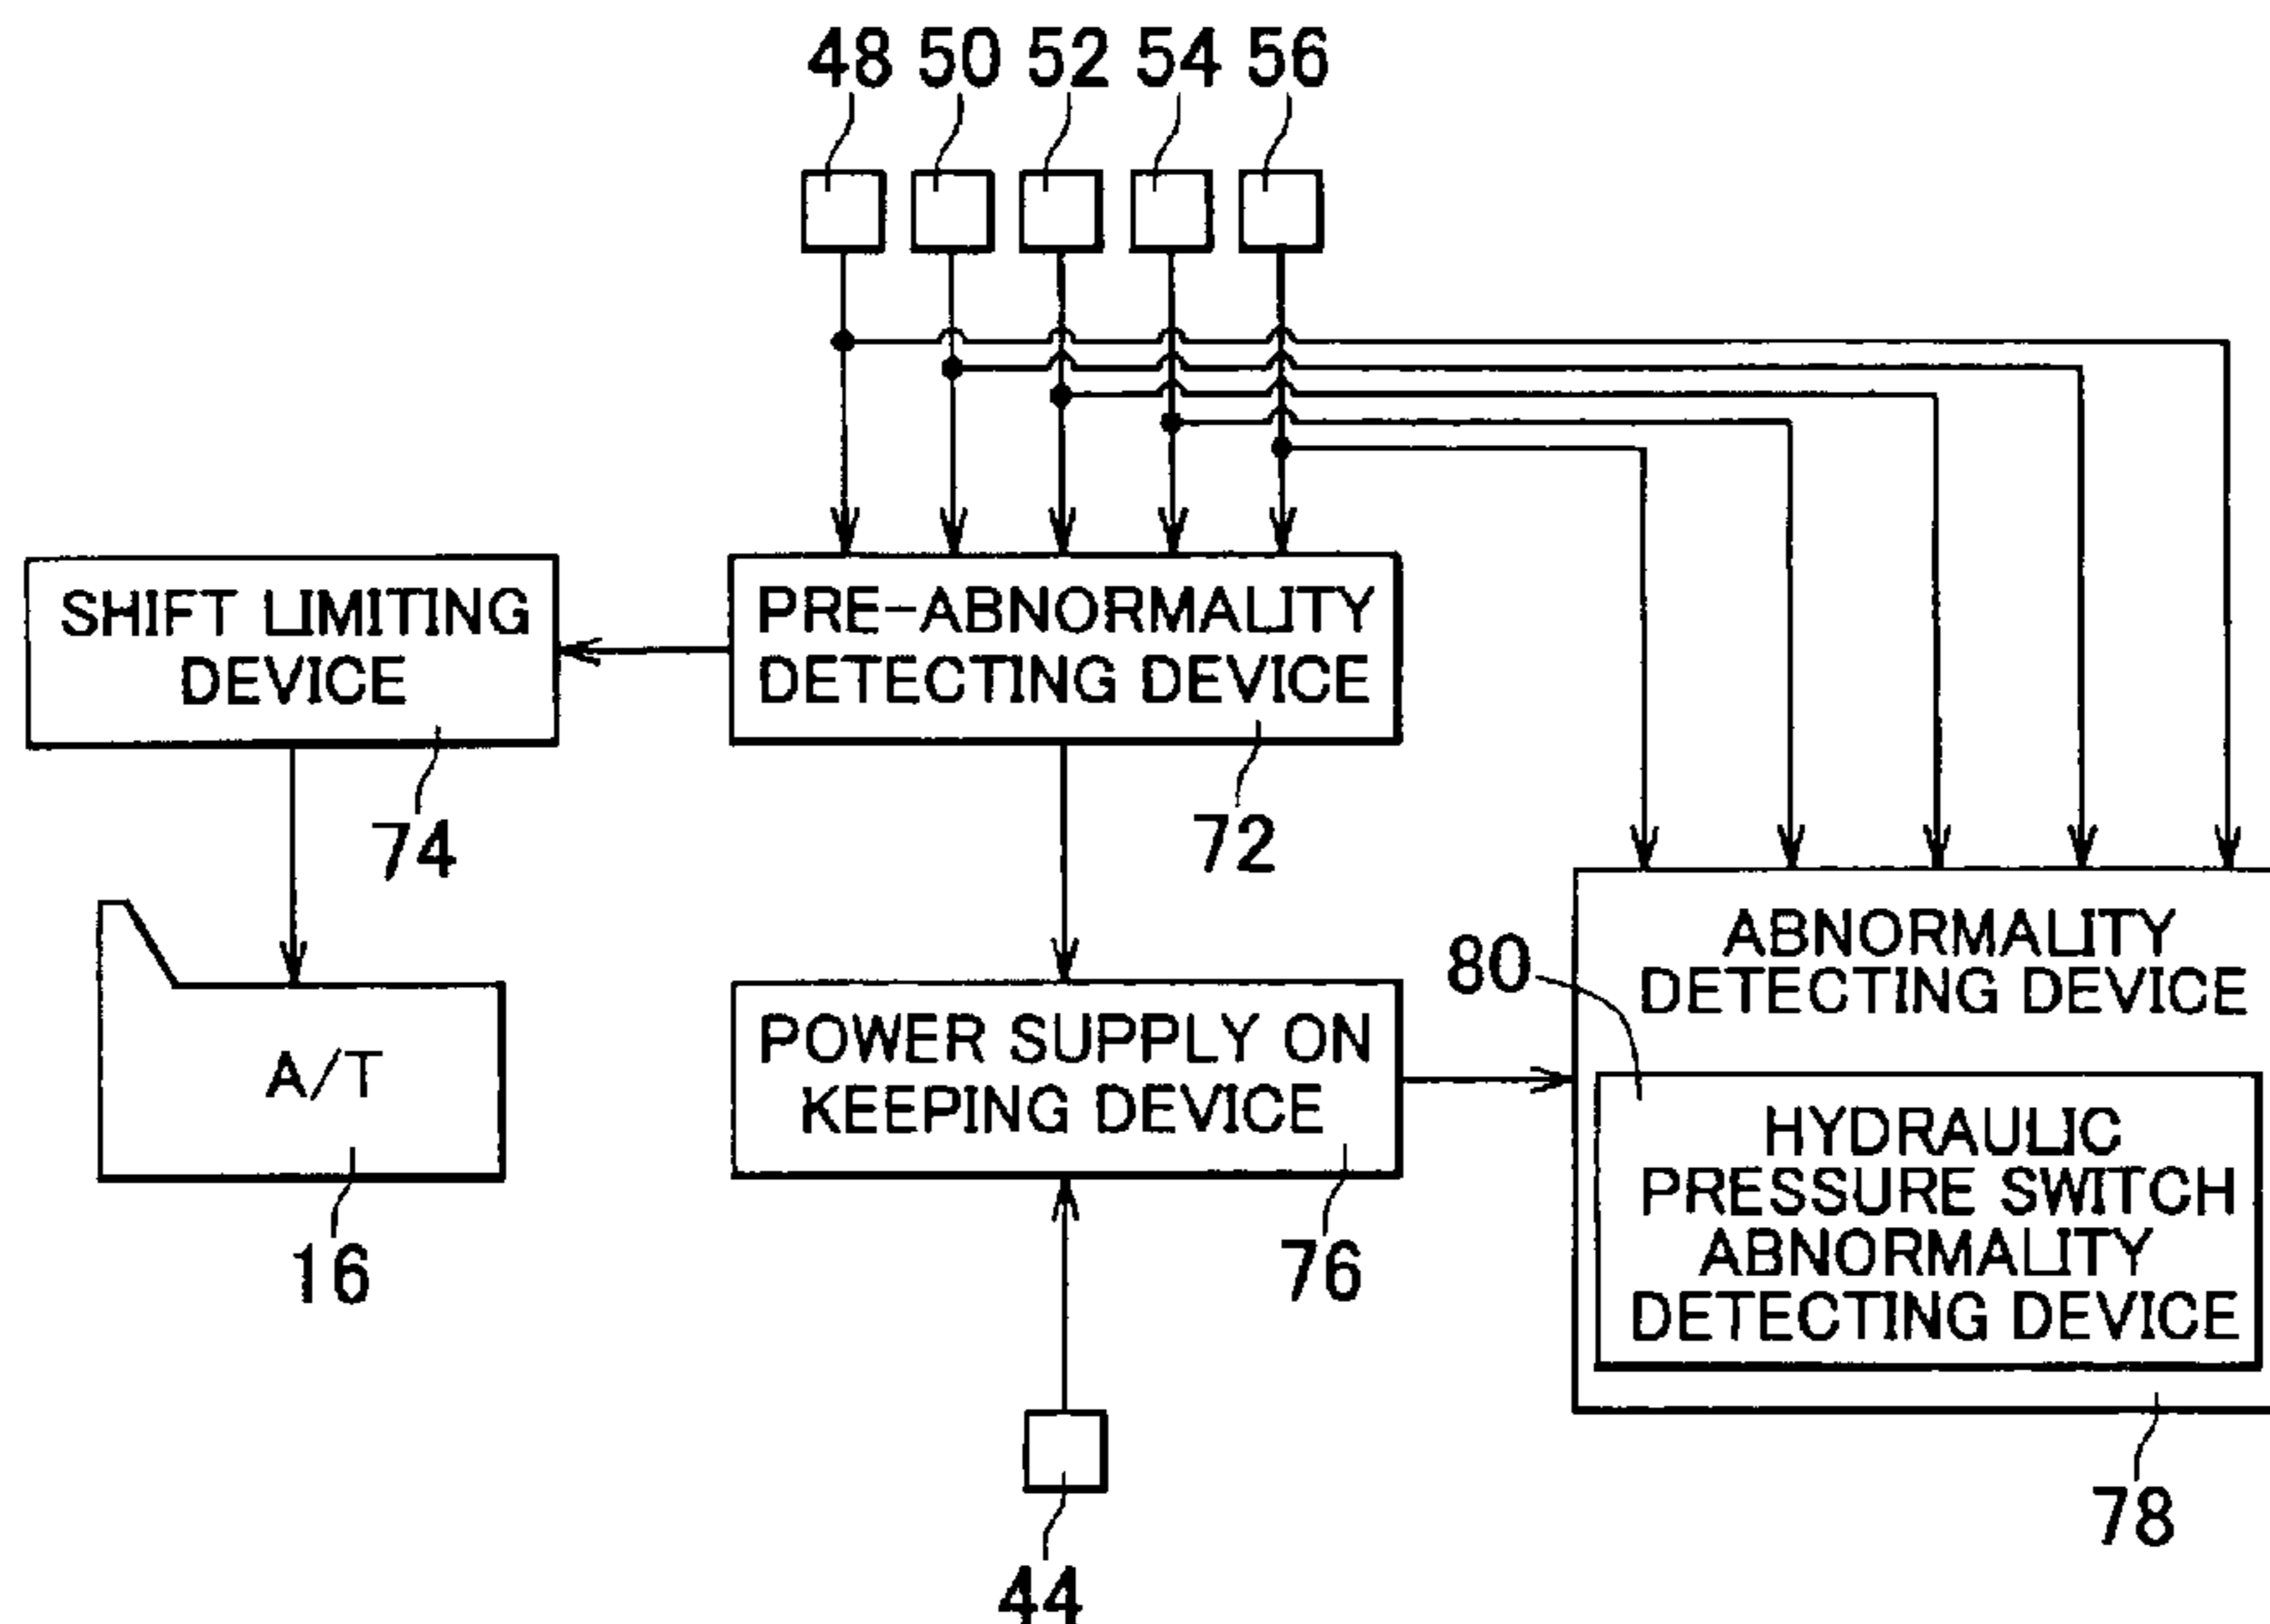 48 50 52 54 56
SHIFT LIMITING
DEVICE
74
PRE-ABNORMALITY
DETECTING DEVICE
72
A/T
16
POWER SUPPLY ON
KEEPING DEVICE
76
44
ABNORMALITY
DETECTING DEVICE
80
HYDRAULIC
PRESSURE SWITCH
ABNORMALITY
DETECTING DEVICE
78